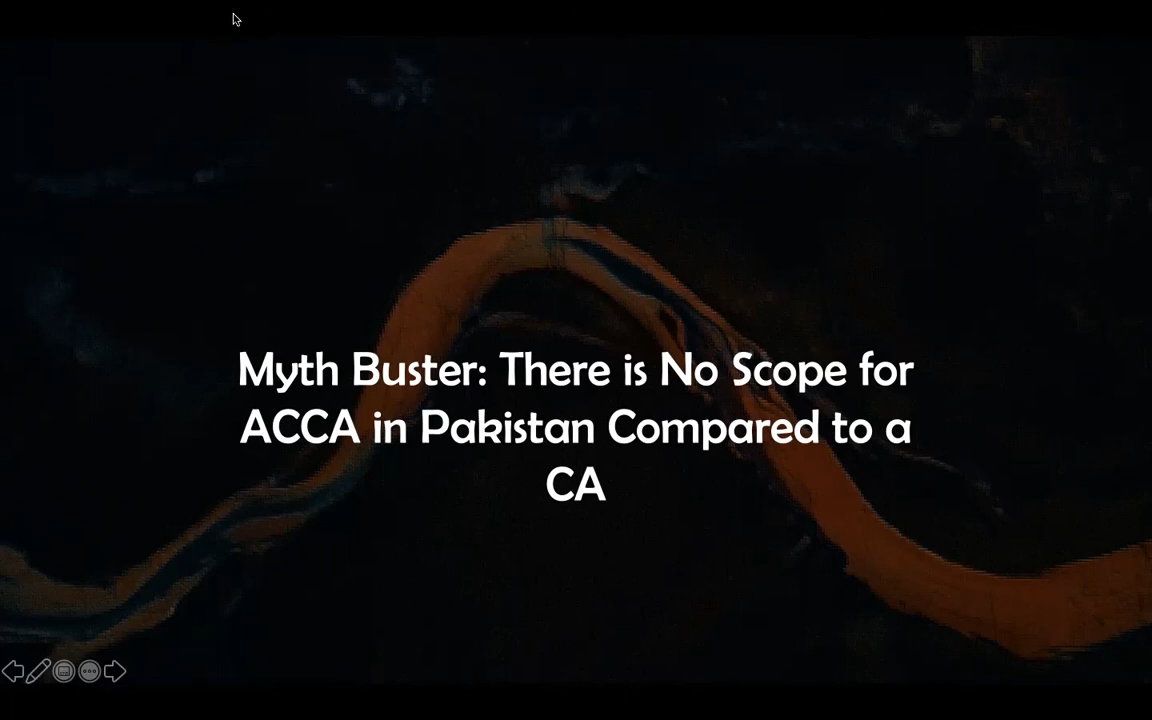 Myth Buster: There is No Scope for
ACCA in Pakistan Compared to a
CA